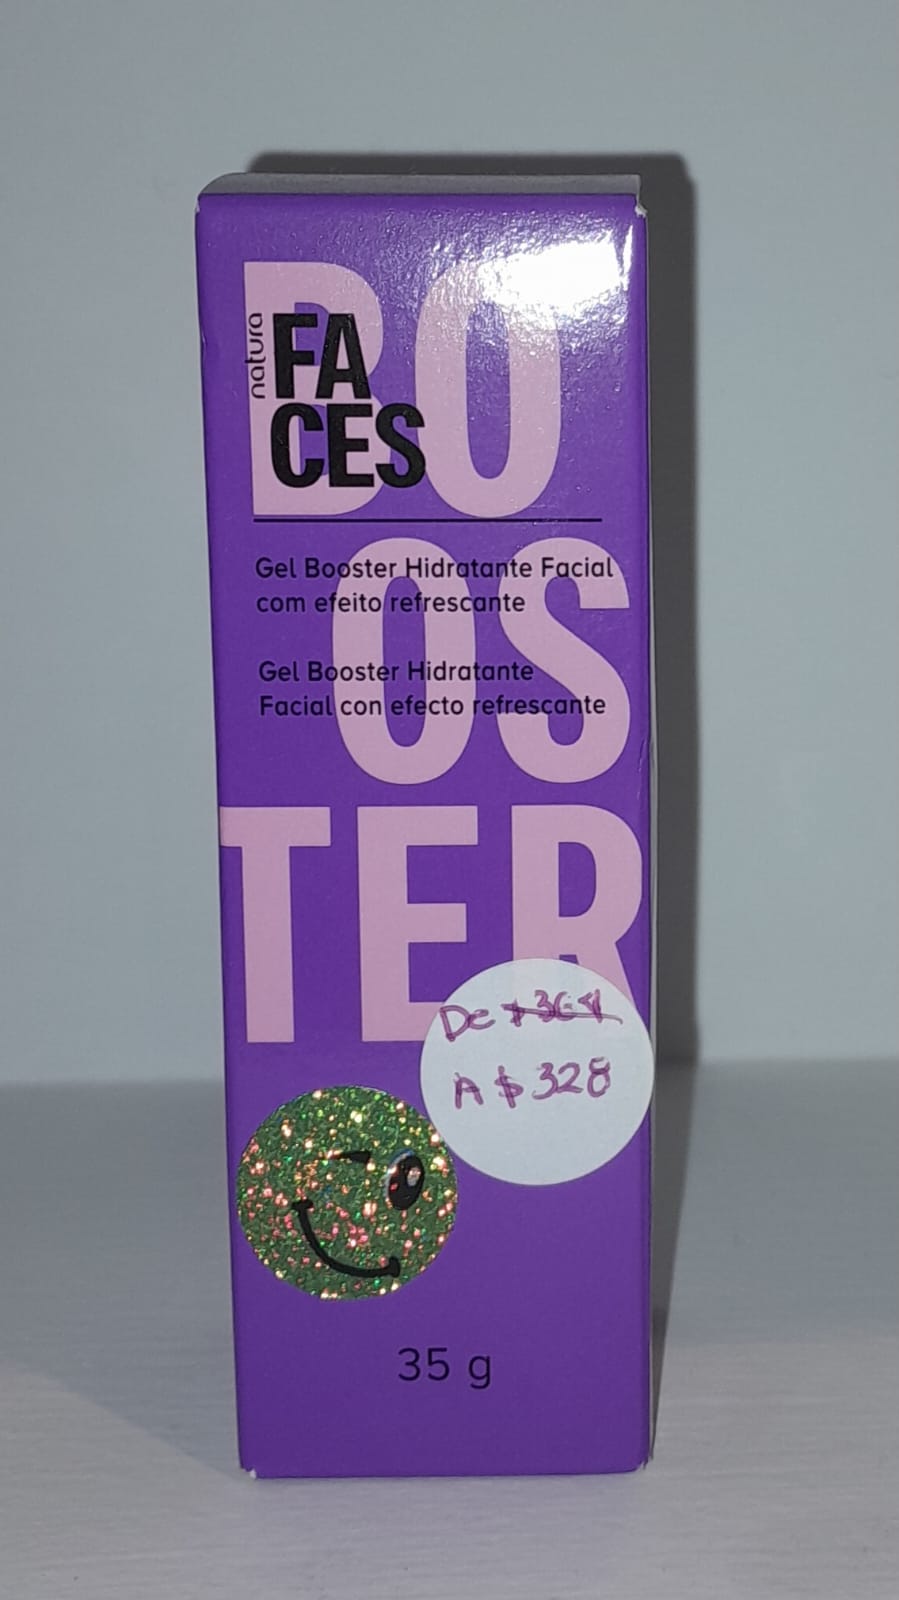 BO
natura
FA
CES
Gel Booster Hidratante Facial
com efeito refrescante
OS
Gel Booster Hidratante
Facial con efecto refrescante
TER
De
A $328
35 g